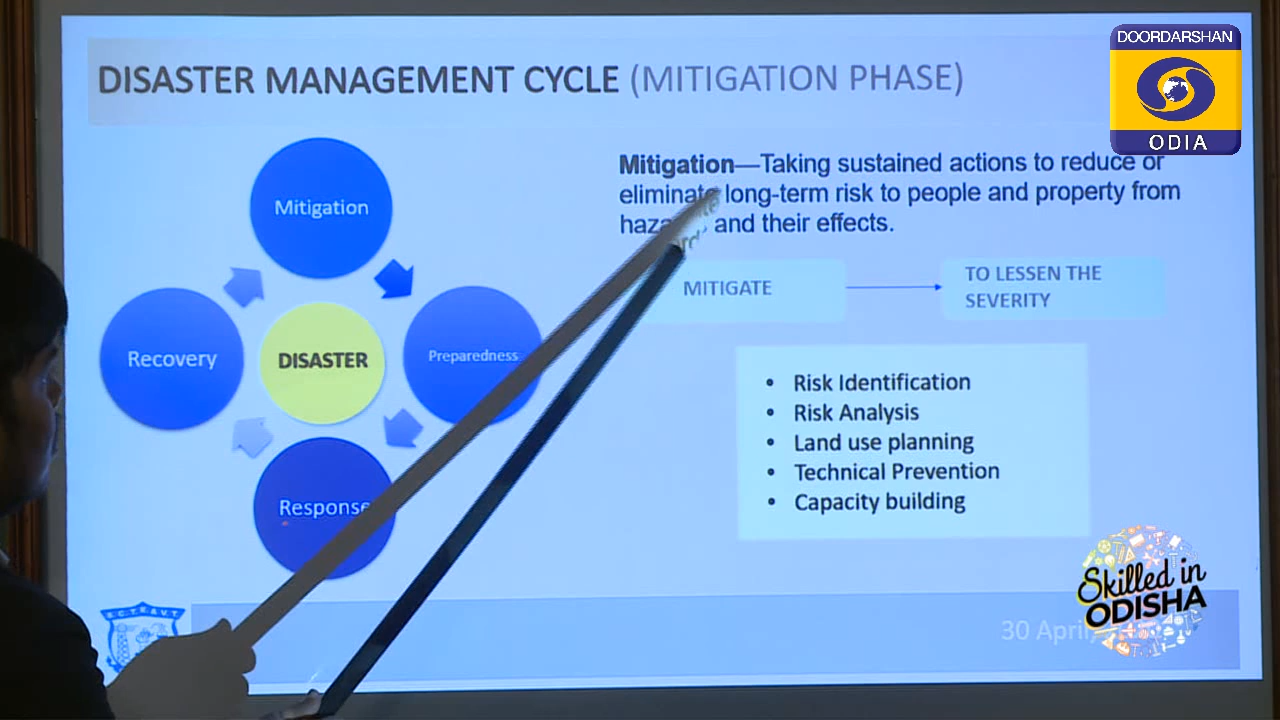 DISASTER MANAGEMENT CYCLE (MITIGATION PHASE)
DOORDARSHAN
ODIA
Mitigation—Taking sustained actions to reduce or
eliminate long-term risk to people and property from
and their effects.
MITIGATE
TO LESSEN THE
SEVERITY
Mitigation
Recovery
DISASTER
Preparedness
Response
• Risk Identification
• Risk Analysis
• Land use planning
• Technical Prevention
• Capacity building
S.C.T.E.&V.T.
30 April
Skilled in
ODISHA